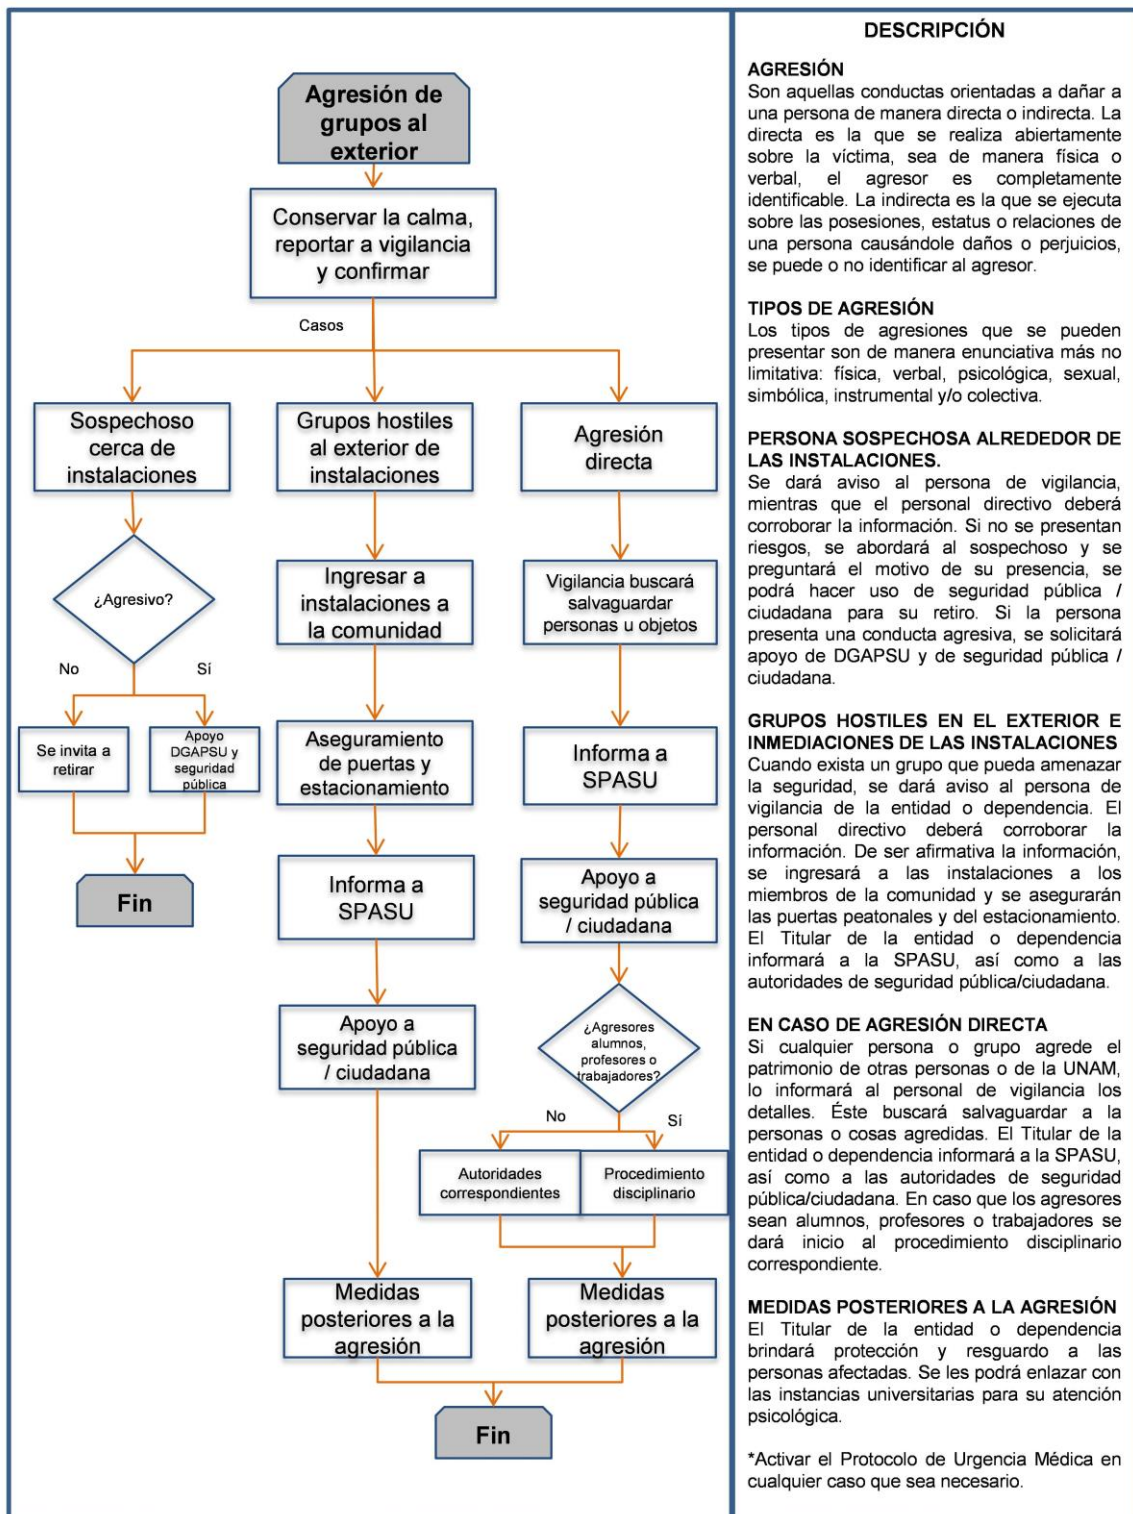 Agresión de
grupos al
exterior
Conservar la calma,
reportar a vigilancia
y confirmar
Casos
Sospechoso
cerca de
instalaciones
Grupos hostiles
al exterior de
instalaciones
Agresión
directa
¿Agresivo?
Ingresar a
instalaciones a
la comunidad
Vigilancia buscará
salvaguardar
personas u objetos
No
Sí
Se invita a
retirar
Apoyo
DGAPSU y
seguridad
pública
Aseguramiento
de puertas y
estacionamiento
Informa a
SPASU
Fin
Informa a
SPASU
Apoyo a
seguridad pública
/ ciudadana
Apoyo a
seguridad pública
/ ciudadana
¿Agresores
alumnos,
profesores o
trabajadores?
No
Sí
Autoridades
correspondientes
Procedimiento
disciplinario
Medidas
posteriores a la
agresión
Medidas
posteriores a la
agresión
Fin
DESCRIPCIÓN
AGRESIÓN
Son aquellas conductas orientadas a dañar a
una persona de manera directa o indirecta. La
directa es la que se realiza abiertamente
sobre la víctima, sea de manera física o
verbal, el agresor es completamente
identificable. La indirecta es la que se ejecuta
sobre las posesiones, estatus o relaciones de
una persona causándole daños o perjuicios,
se puede o no identificar al agresor.
TIPOS DE AGRESIÓN
Los tipos de agresiones que se pueden
presentar son de manera enunciativa más no
limitativa: física, verbal, psicológica, sexual,
simbólica, instrumental y/o colectiva.
PERSONA SOSPECHOSA ALREDEDOR DE
LAS INSTALACIONES.
Se dará aviso al persona de vigilancia,
mientras que el personal directivo deberá
corroborar la información. Si no se presentan
riesgos, se abordará al sospechoso y se
preguntará el motivo de su presencia, se
podrá hacer uso de seguridad pública /
ciudadana para su retiro. Si la persona
presenta una conducta agresiva, se solicitará
apoyo de DGAPSU y de seguridad pública /
ciudadana.
GRUPOS HOSTILES EN EL EXTERIOR E
INMEDIACIONES DE LAS INSTALACIONES
Cuando exista un grupo que pueda amenazar
la seguridad, se dará aviso al persona de
vigilancia de la entidad o dependencia. El
personal directivo deberá corroborar la
información. De ser afirmativa la información,
se ingresará a las instalaciones a los
miembros de la comunidad y se asegurarán
las puertas peatonales y del estacionamiento.
El Titular de la entidad o dependencia
informará a la SPASU, así como a las
autoridades de seguridad pública/ciudadana.
EN CASO DE AGRESIÓN DIRECTA
Si cualquier persona o grupo agrede el
patrimonio de otras personas o de la UNAM,
lo informará al personal de vigilancia los
detalles. Éste buscará salvaguardar a la
personas o cosas agredidas. El Titular de la
entidad o dependencia informará a la SPASU,
así como a las autoridades de seguridad
pública/ciudadana. En caso que los agresores
sean alumnos, profesores o trabajadores se
dará inicio al procedimiento disciplinario
correspondiente.
MEDIDAS POSTERIORES A LA AGRESIÓN
El Titular de la entidad o dependencia
brindará protección y resguardo a las
personas afectadas. Se les podrá enlazar con
las instancias universitarias para su atención
psicológica.
*Activar el Protocolo de Urgencia Médica en
cualquier caso que sea necesario.